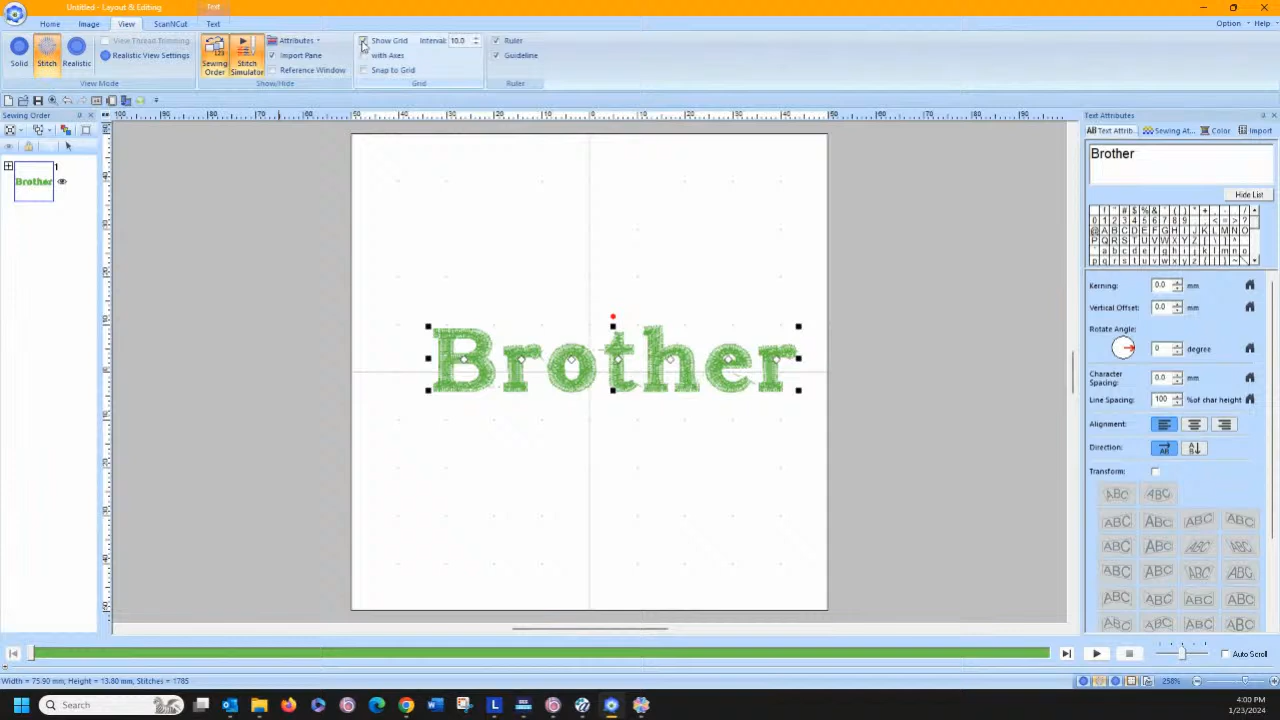 Untitled - Layout & Editing
Text
Home
Image
View
ScanNCut
Text
Option
Help
Solid
Stitch
Realistic
View Thread Trimming
Realistic View Settings
View Mode
Sewing Order
Stitch Simulator
Attributes
Import Pane
Reference Window
Show/Hide
Show Grid
Interval: 10.0
with Axes
Snap to Grid
Grid
Ruler
Guideline
Ruler
Sewing Order
1
Brother
Brother
Text Attributes
Text Attrib...
Sewing At...
Color
Import
Brother
Hide List
Kerning: 0.0 mm
Vertical Offset: 0.0 mm
Rotate Angle:
0 degree
Character Spacing: 0.0 mm
Line Spacing: 100 %of char height
Alignment:
Direction:
Transform:
Auto Scroll
Width = 75.90 mm, Height = 13.80 mm, Stitches = 1785
258%
Search
4:00 PM
1/23/2024